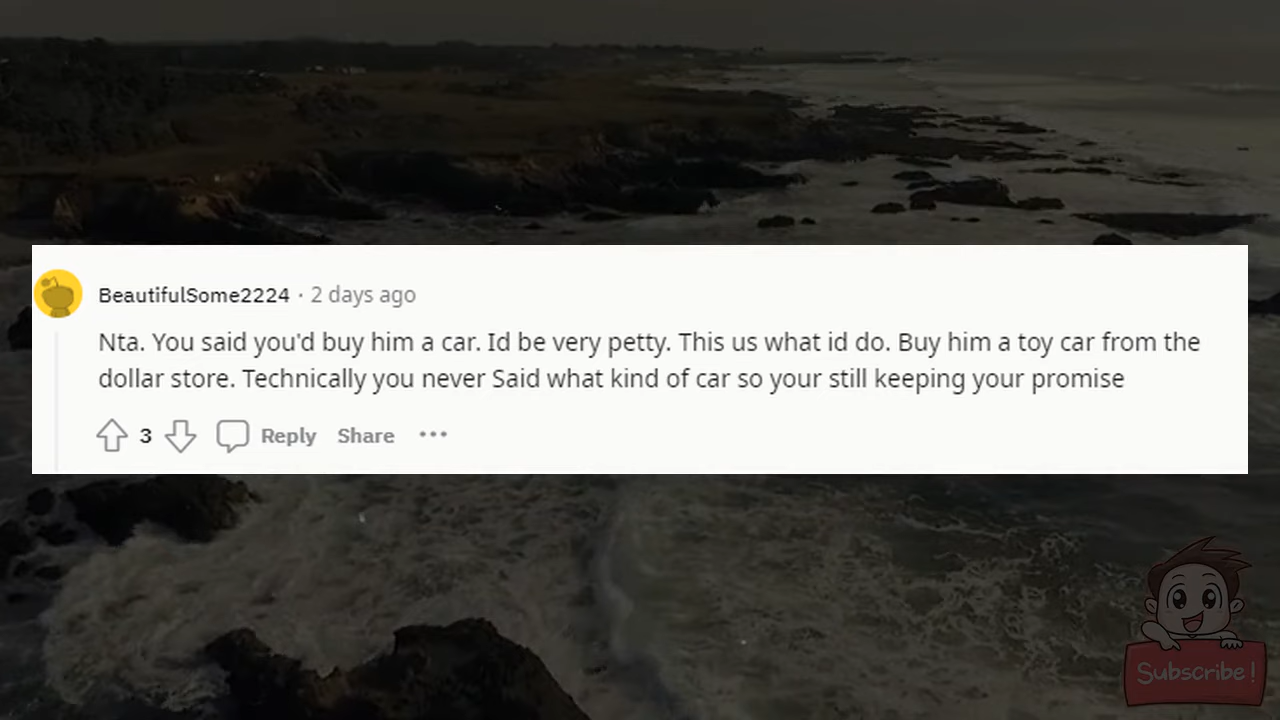 BeautifulSome2224 · 2 days ago
Nta. You said you'd buy him a car. Id be very petty. This us what id do. Buy him a toy car from the
dollar store. Technically you never Said what kind of car so your still keeping your promise
3 Reply Share ···
Subscribe!